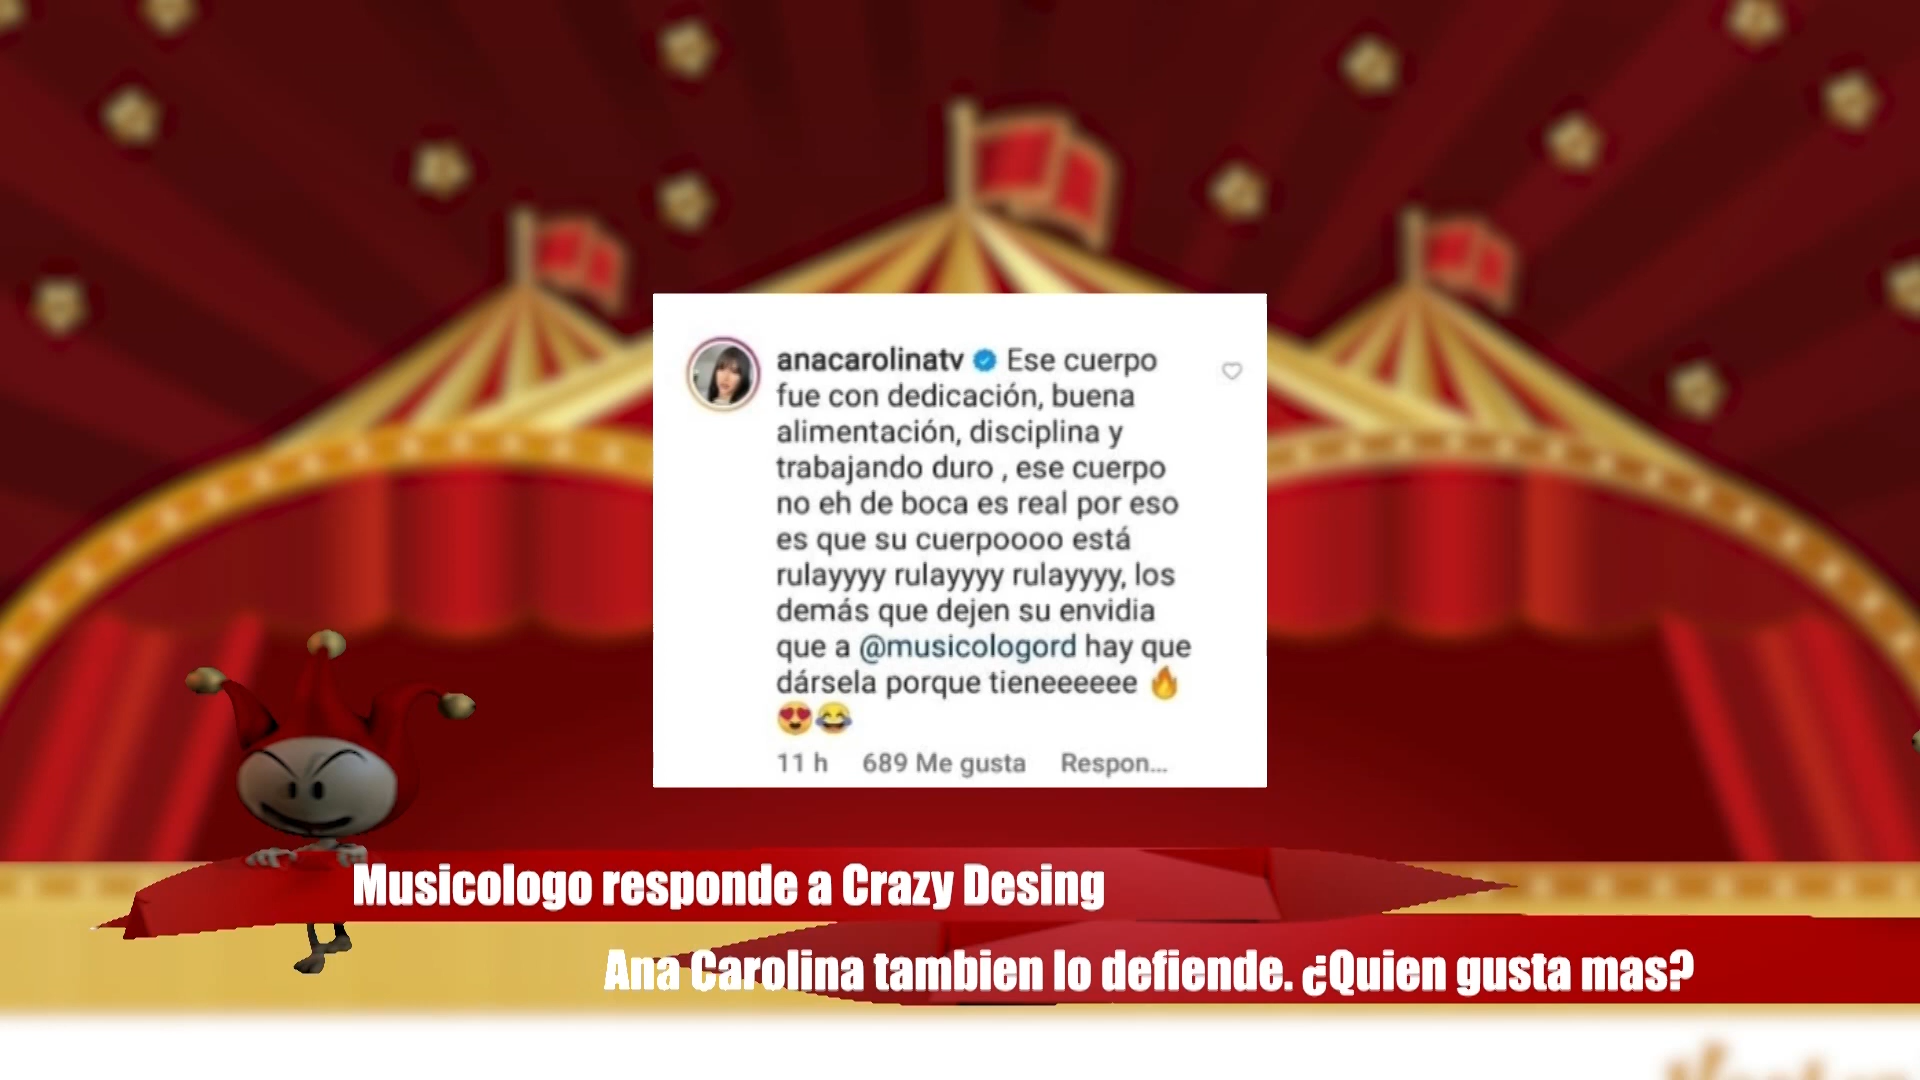 anacarolinatv Ese cuerpo
fue con dedicación, buena
alimentación, disciplina y
trabajando duro , ese cuerpo
no eh de boca es real por eso
es que su cuerpoooo está
rulayyyy rulayyyy rulayyyy, los
demás que dejen su envidia
que a @musicologord hay que
dársela porque tieneeeeee 🔥
😍😂
11 h 689 Me gusta Respon...
Musicologo responde a Crazy Desing
Ana Carolina tambien lo defiende. ¿Quien gusta mas?